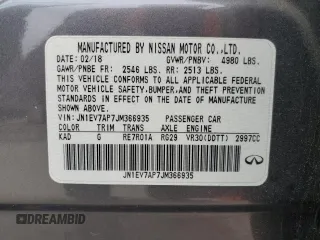 MANUFACTURED BY NISSAN MOTOR CO.,LTD.
DATE: 02/18 GVWR/PNBV: 4980 LBS.
GAWR/PNBE FR: 2546 LBS. RR: 2513 LBS.
THIS VEHICLE CONFORMS TO ALL APPLICABLE FEDERAL
MOTOR VEHICLE SAFETY, BUMPER, AND THEFT PREVENTION
STANDARDS IN EFFECT ON THE DATE OF MANUFACTURE
SHOWN ABOVE.
VIN: JN1EV7AP7JM366935 PASSENGER CAR
COLOR TRIM TRANS AXLE ENGINE
KAD G RE7R01A RG29 VR30(DDTT) 2997CC
JN1EV7AP7JM366935
© DREAMBID
dreambid.com